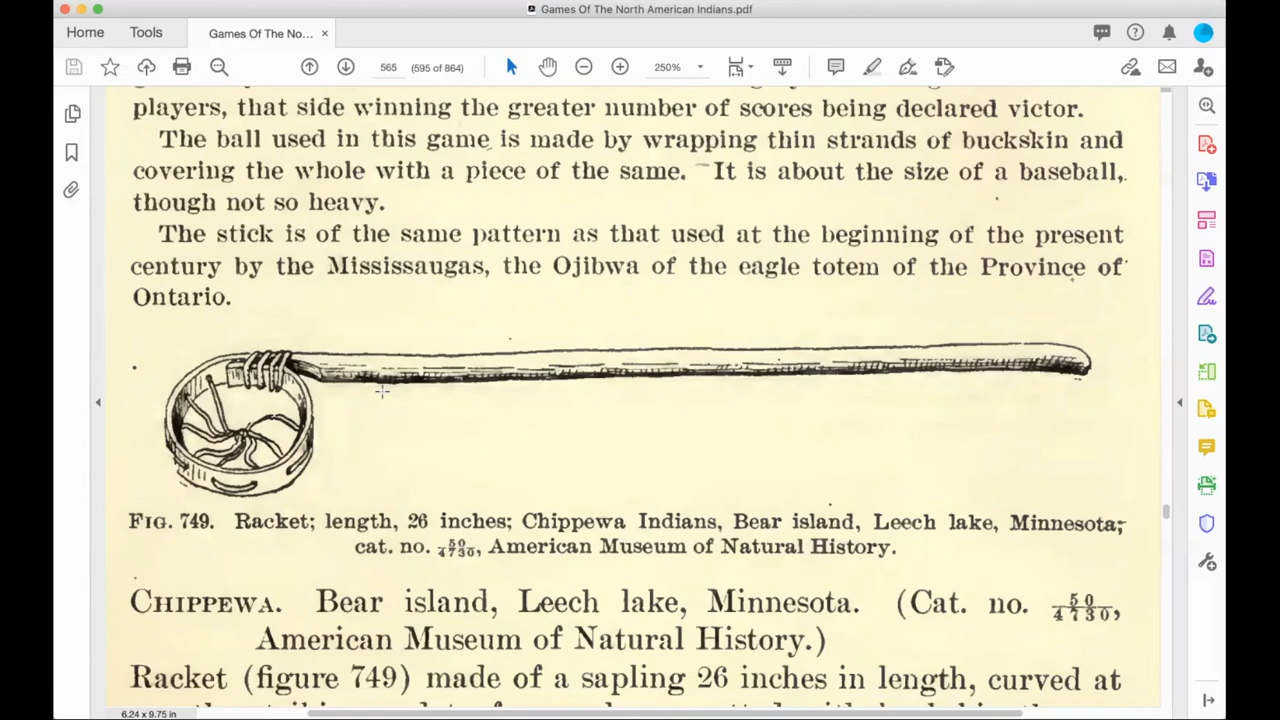 Games Of The North American Indians.pdf
Home Tools Games Of The No... ×
565 (595 of 864) 250%
players, that side winning the greater number of scores being declared victor.
The ball used in this game is made by wrapping thin strands of buckskin and
covering the whole with a piece of the same. It is about the size of a baseball,
though not so heavy.
The stick is of the same pattern as that used at the beginning of the present
century by the Mississaugas, the Ojibwa of the eagle totem of the Province of
Ontario.
FIG. 749. Racket; length, 26 inches; Chippewa Indians, Bear island, Leech lake, Minnesota;
cat. no. 50/4730, American Museum of Natural History.
CHIPPEWA. Bear island, Leech lake, Minnesota. (Cat. no. 50/4730,
American Museum of Natural History.)
Racket (figure 749) made of a sapling 26 inches in length, curved at
6.24 x 9.75 in